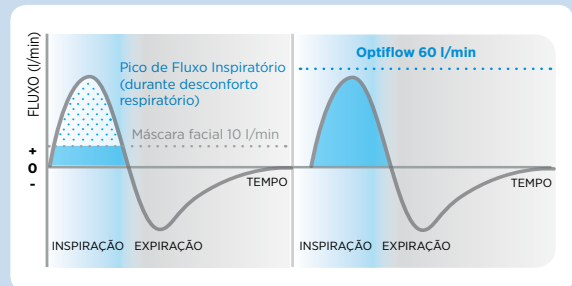 FLUXO (l/min)
+
0
-
Pico de Fluxo Inspiratório
(durante desconforto
respiratório)
Máscara facial 10 l/min
TEMPO
INSPIRAÇÃO
EXPIRAÇÃO
Optiflow 60 l/min
TEMPO
INSPIRAÇÃO
EXPIRAÇÃO